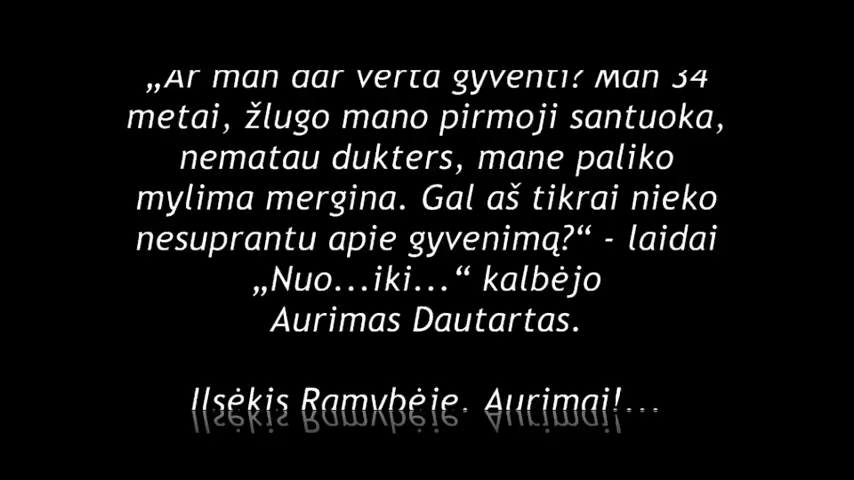 „Ar man dar verta gyventi? Man 34
metai, žlugo mano pirmoji santuoka,
nematau dukters, mane paliko
mylima mergina. Gal aš tikrai nieko
nesuprantu apie gyvenimą?“ - laidai
„Nuo...iki...“ kalbėjo
Aurimas Dautartas.
Ilsėkis Ramybėje, Aurimai!...